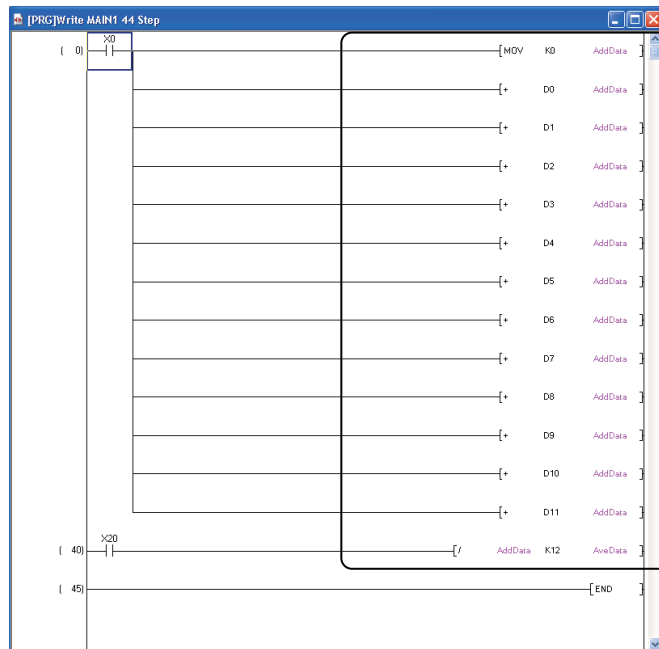 [PRG]Write MAIN1 44 Step
X0
( 0) [MOV K0 AddData ]
[+ D0 AddData ]
[+ D1 AddData ]
[+ D2 AddData ]
[+ D3 AddData ]
[+ D4 AddData ]
[+ D5 AddData ]
[+ D6 AddData ]
[+ D7 AddData ]
[+ D8 AddData ]
[+ D9 AddData ]
[+ D10 AddData ]
[+ D11 AddData ]
X20
( 40) [/ AddData K12 AveData ]
( 45) [END ]